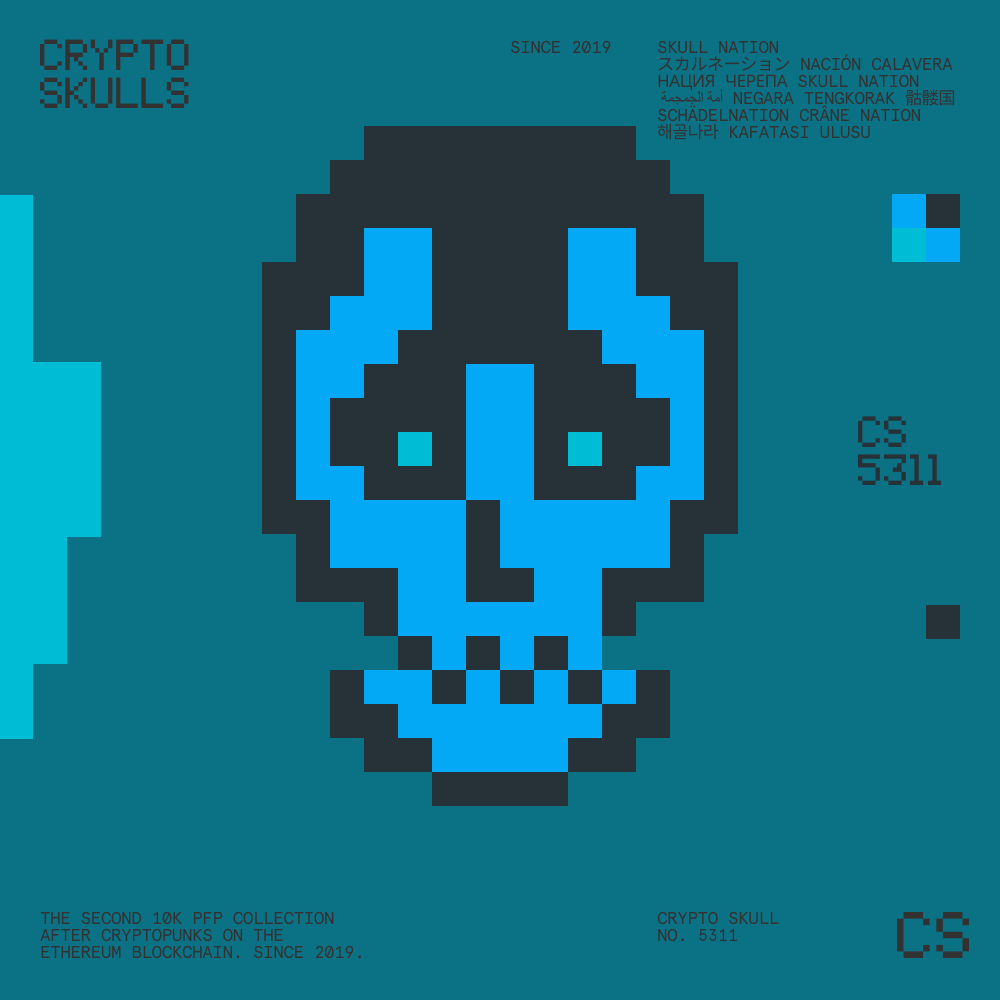 CRYPTO
SKULLS
SINCE 2019
SKULL NATION
スカルネーション NACIÓN CALAVERA
НАЦИЯ ЧЕРЕПА SKULL NATION
أمة الجمجمة NEGARA TENGKORAK 骷髅国
SCHÄDELNATION CRÂNE NATION
해골나라 KAFATASI ULUSU
CS
5311
THE SECOND 10K PFP COLLECTION
AFTER CRYPTOPUNKS ON THE
ETHEREUM BLOCKCHAIN. SINCE 2019.
CRYPTO SKULL
NO. 5311
CS